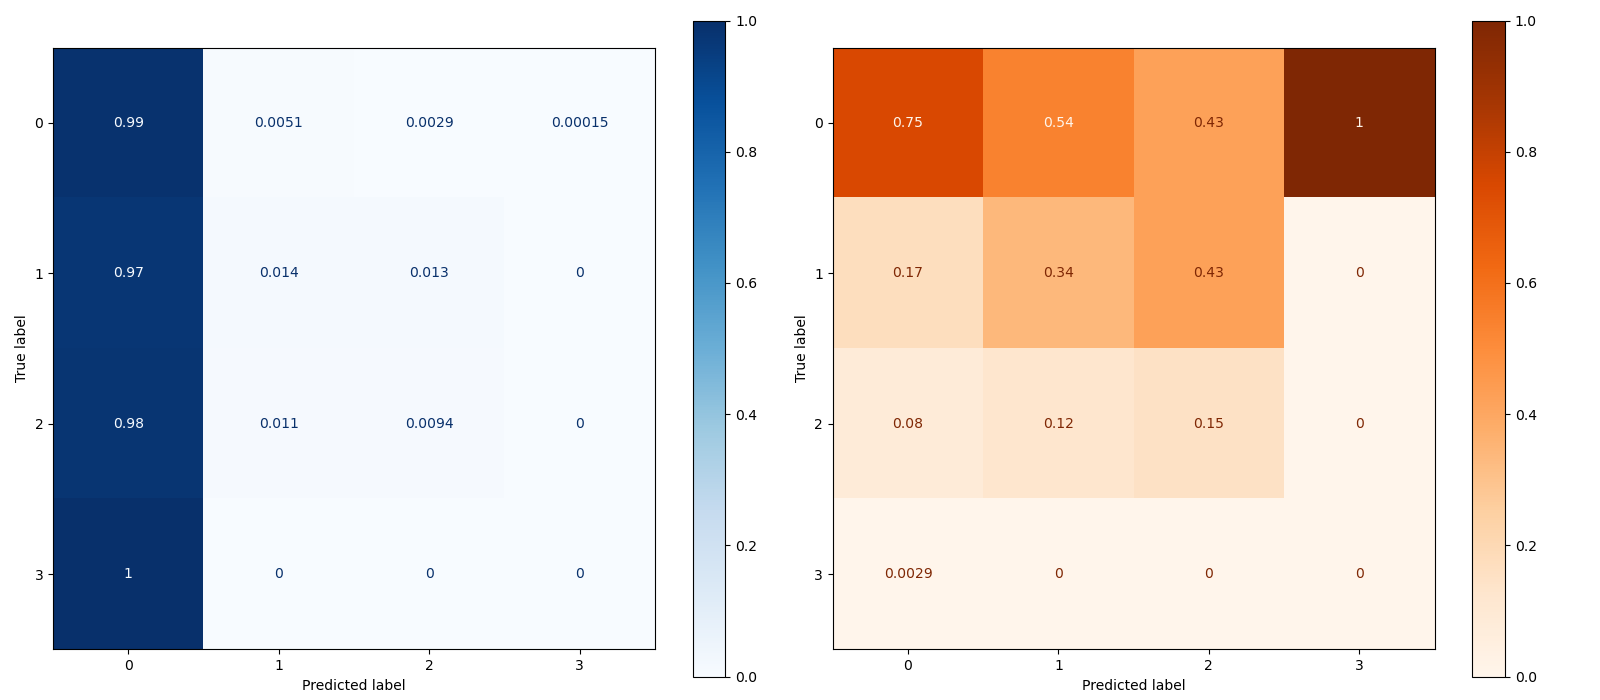 1.0
0.8
0.6
0.4
0.2
0.0
0 0.99 0.0051 0.0029 0.00015
1 0.97 0.014 0.013 0
2 0.98 0.011 0.0094 0
3 1 0 0 0
0 1 2 3
True label
Predicted label
1.0
0.8
0.6
0.4
0.2
0.0
0 0.75 0.54 0.43 1
1 0.17 0.34 0.43 0
2 0.08 0.12 0.15 0
3 0.0029 0 0 0
0 1 2 3
True label
Predicted label